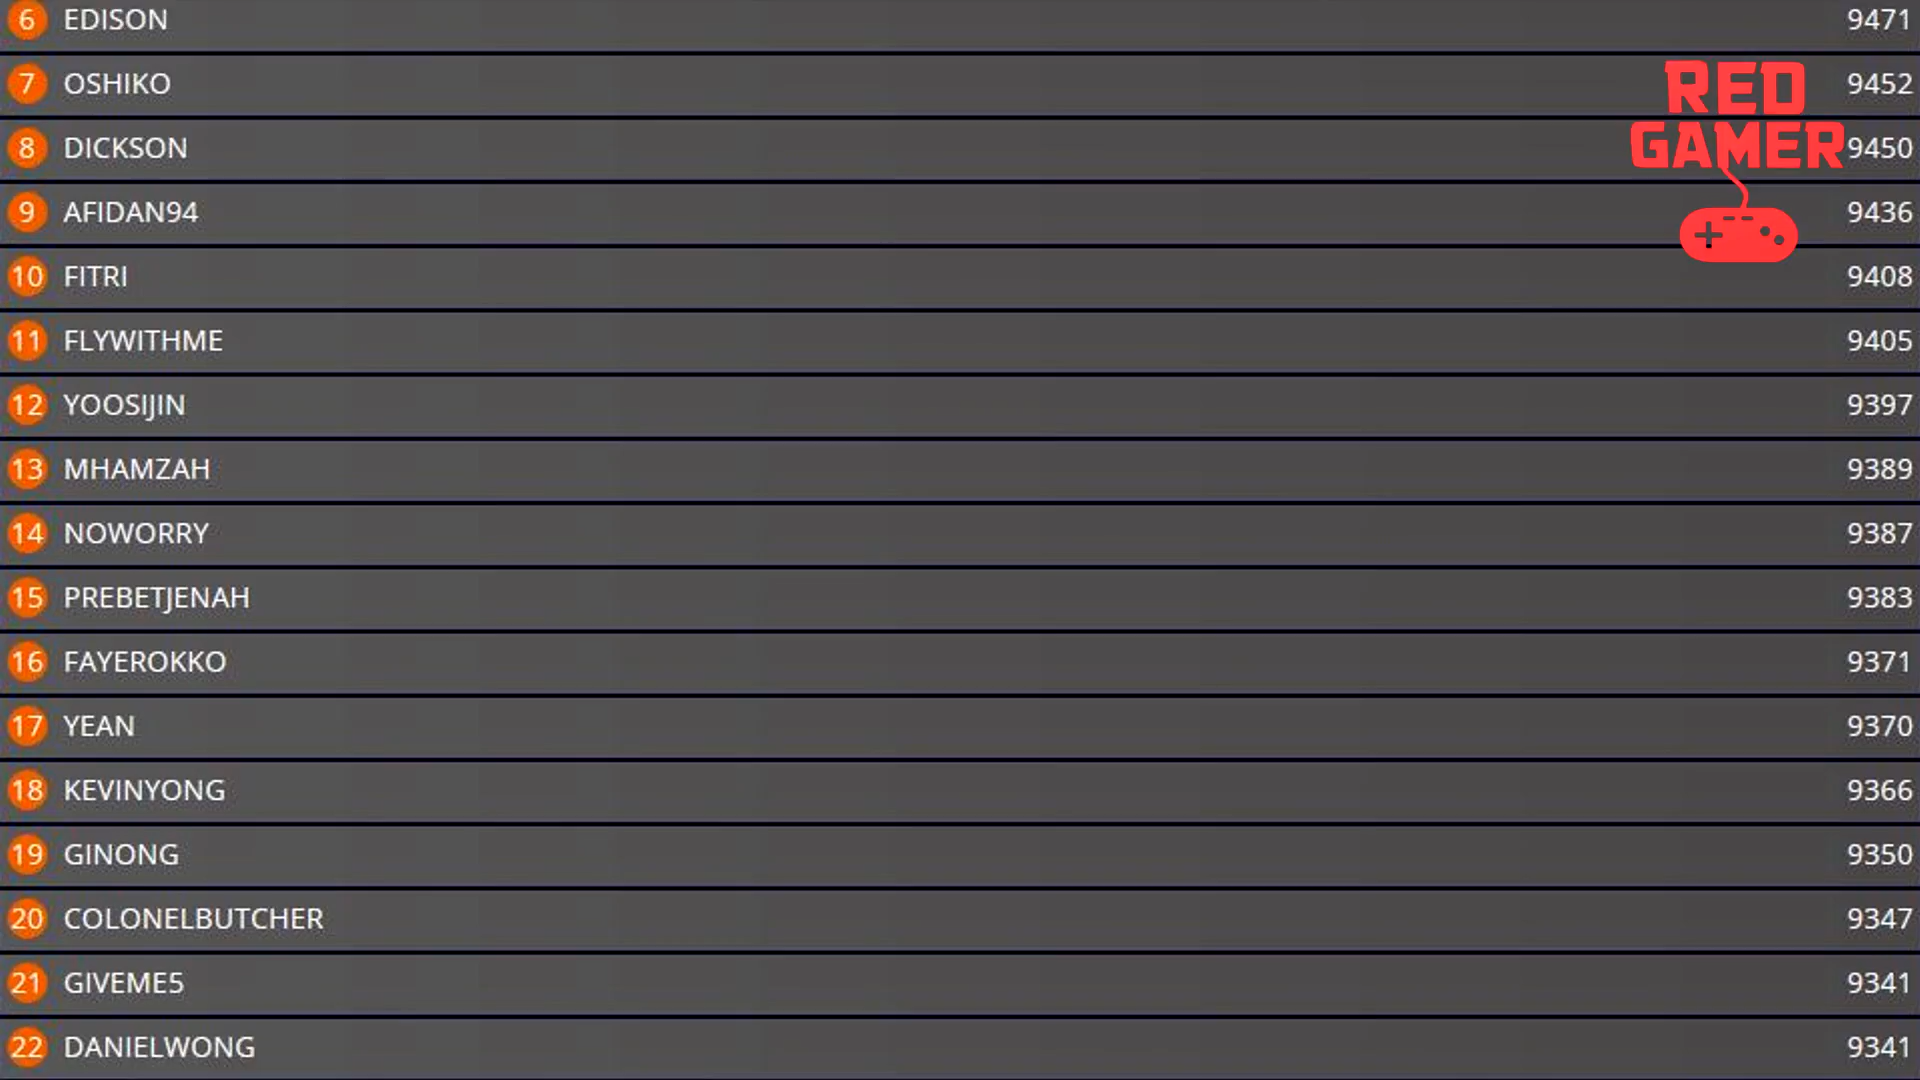 6 EDISON 9471
7 OSHIKO 9452
RED
GAMER
8 DICKSON 9450
9 AFIDAN94 9436
10 FITRI 9408
11 FLYWITHME 9405
12 YOOSIJIN 9397
13 MHAMZAH 9389
14 NOWORRY 9387
15 PREBETJENAH 9383
16 FAYEROKKO 9371
17 YEAN 9370
18 KEVINYONG 9366
19 GINONG 9350
20 COLONELBUTCHER 9347
21 GIVEME5 9341
22 DANIELWONG 9341